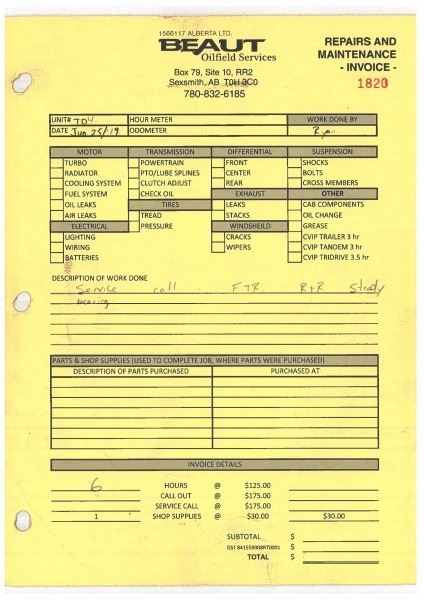 1566117 ALBERTA LTD.
BEAUT
Oilfield Services
Box 79, Site 10, RR2
Sexsmith, AB T0H 3C0
780-832-6185
REPAIRS AND
MAINTENANCE
- INVOICE -
1820
UNIT# T04 HOUR METER WORK DONE BY
DATE Jun 25/19 ODOMETER
MOTOR TRANSMISSION DIFFERENTIAL SUSPENSION
TURBO POWERTRAIN FRONT SHOCKS
RADIATOR PTO/LUBE SPLINES CENTER BOLTS
COOLING SYSTEM CLUTCH ADJUST REAR CROSS MEMBERS
FUEL SYSTEM CHECK OIL EXHAUST OTHER
OIL LEAKS TIRES LEAKS CAB COMPONENTS
AIR LEAKS TREAD STACKS OIL CHANGE
ELECTRICAL PRESSURE WINDSHEILD GREASE
LIGHTING CRACKS CVIP TRAILER 3 hr
WIRING WIPERS CVIP TANDEM 3 hr
BATTERIES CVIP TRIDRIVE 3.5 hr
DESCRIPTION OF WORK DONE
Service call FTR R+R Steady
bearing
PARTS & SHOP SUPPLIES (USED TO COMPLETE JOB, WHERE PARTS WERE PURCHASED)
DESCRIPTION OF PARTS PURCHASED PURCHASED AT
INVOICE DETAILS
6 HOURS @ $125.00
CALL OUT @ $175.00
SERVICE CALL @ $175.00
1 SHOP SUPPLIES @ $30.00 $30.00
SUBTOTAL $
GST 841559008RT0001 $
TOTAL $